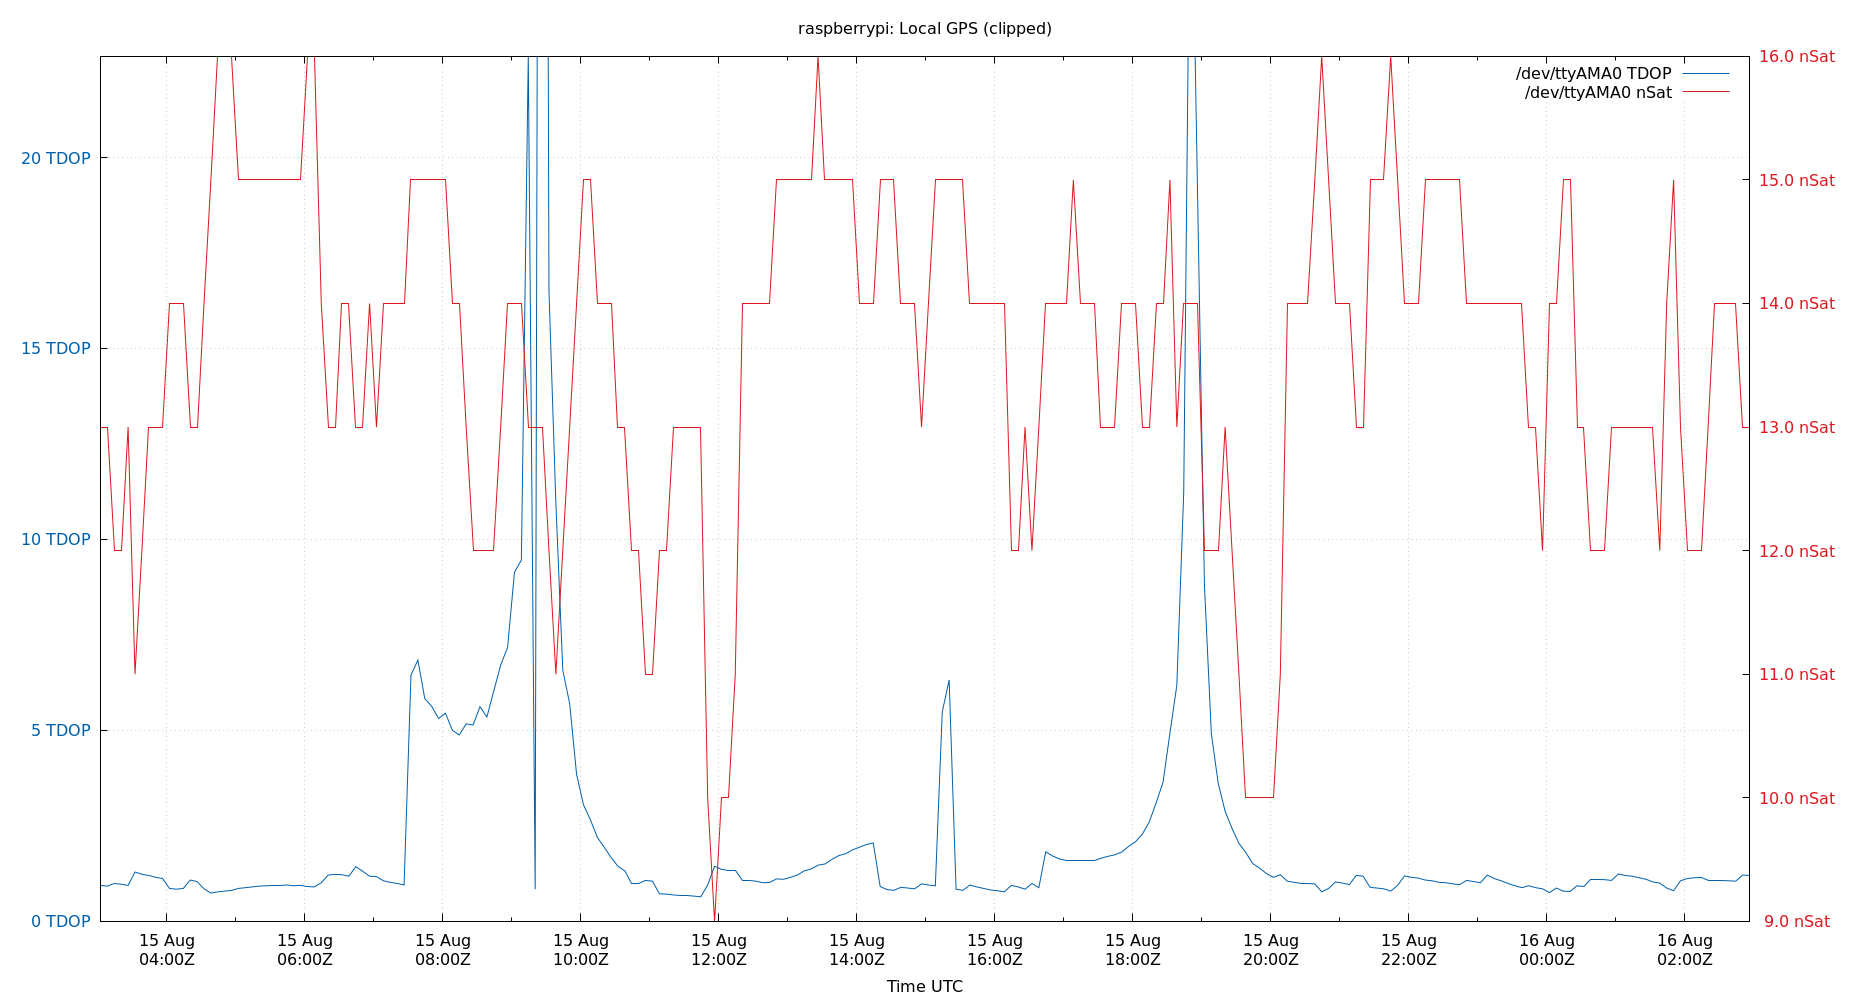 raspberrypi: Local GPS (clipped)
/dev/ttyAMA0 TDOP
/dev/ttyAMA0 nSat
20 TDOP
15 TDOP
10 TDOP
5 TDOP
0 TDOP
16.0 nSat
15.0 nSat
14.0 nSat
13.0 nSat
12.0 nSat
11.0 nSat
10.0 nSat
9.0 nSat
15 Aug 15 Aug 15 Aug 15 Aug 15 Aug 15 Aug 15 Aug 15 Aug 15 Aug 15 Aug 16 Aug 16 Aug
04:00Z 06:00Z 08:00Z 10:00Z 12:00Z 14:00Z 16:00Z 18:00Z 20:00Z 22:00Z 00:00Z 02:00Z
Time UTC